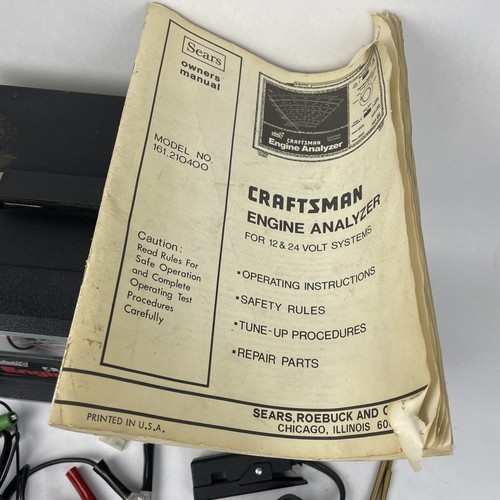 Sears
owners
manual
MODEL NO.
161.210400
Caution:
Read Rules For
Safe Operation
and Complete
Operating Test
Procedures
Carefully
CRAFTSMAN
Engine Analyzer
CRAFTSMAN
ENGINE ANALYZER
FOR 12 & 24 VOLT SYSTEMS
•OPERATING INSTRUCTIONS
•SAFETY RULES
•TUNE-UP PROCEDURES
•REPAIR PARTS
SEARS, ROEBUCK AND
CHICAGO, ILLINOIS
PRINTED IN U.S.A.